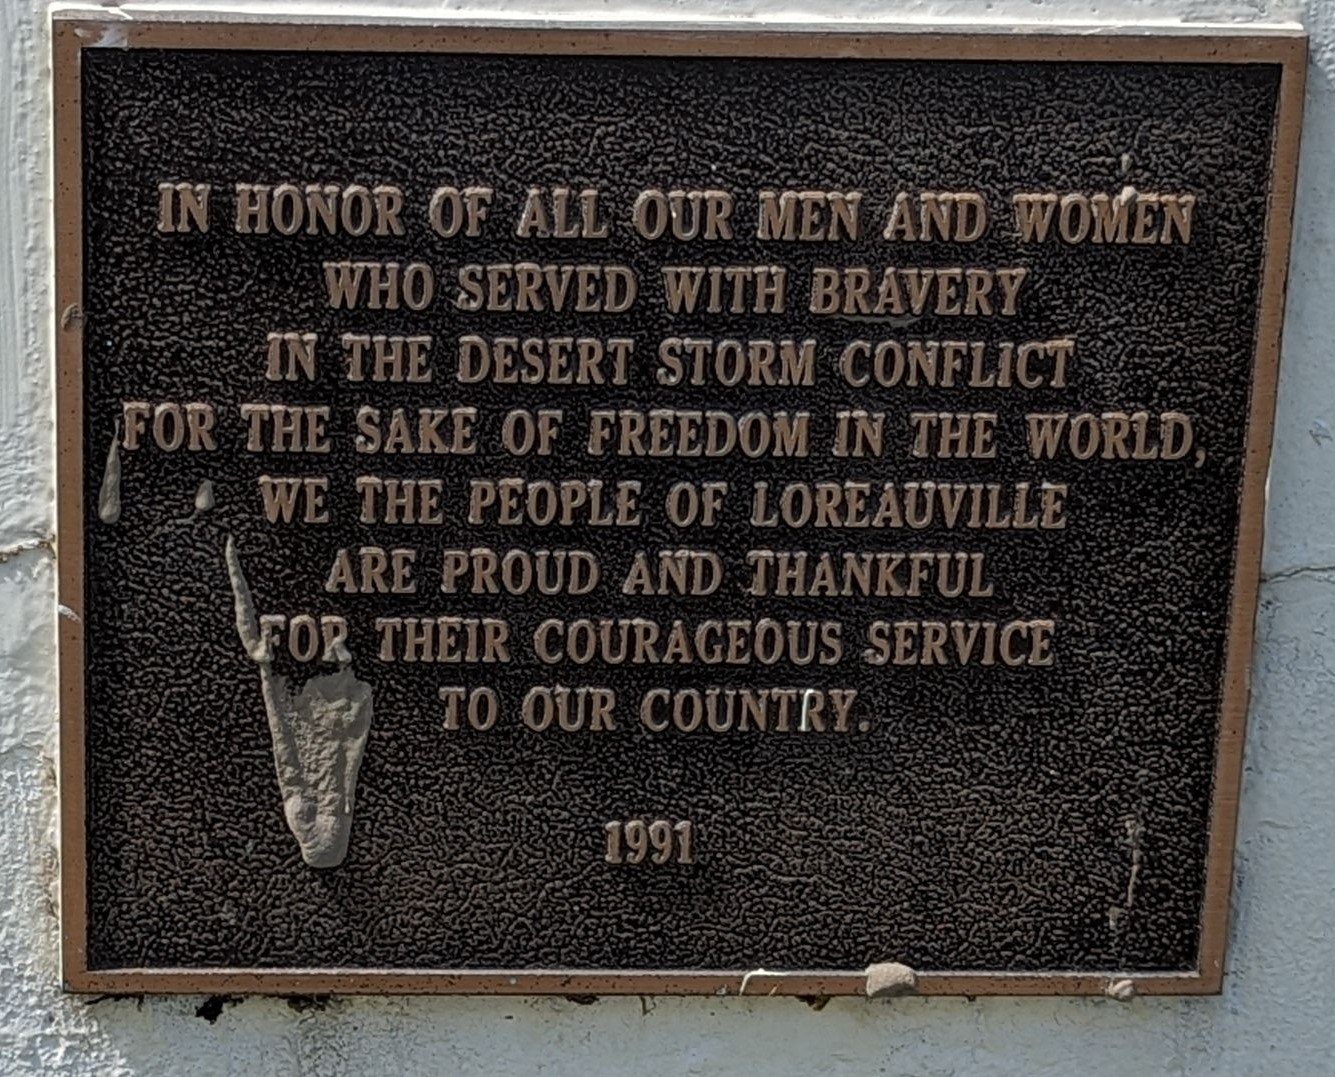 IN HONOR OF ALL OUR MEN AND WOMEN
WHO SERVED WITH BRAVERY
IN THE DESERT STORM CONFLICT
FOR THE SAKE OF FREEDOM IN THE WORLD,
WE THE PEOPLE OF LOREAUVILLE
ARE PROUD AND THANKFUL
FOR THEIR COURAGEOUS SERVICE
TO OUR COUNTRY.
1991